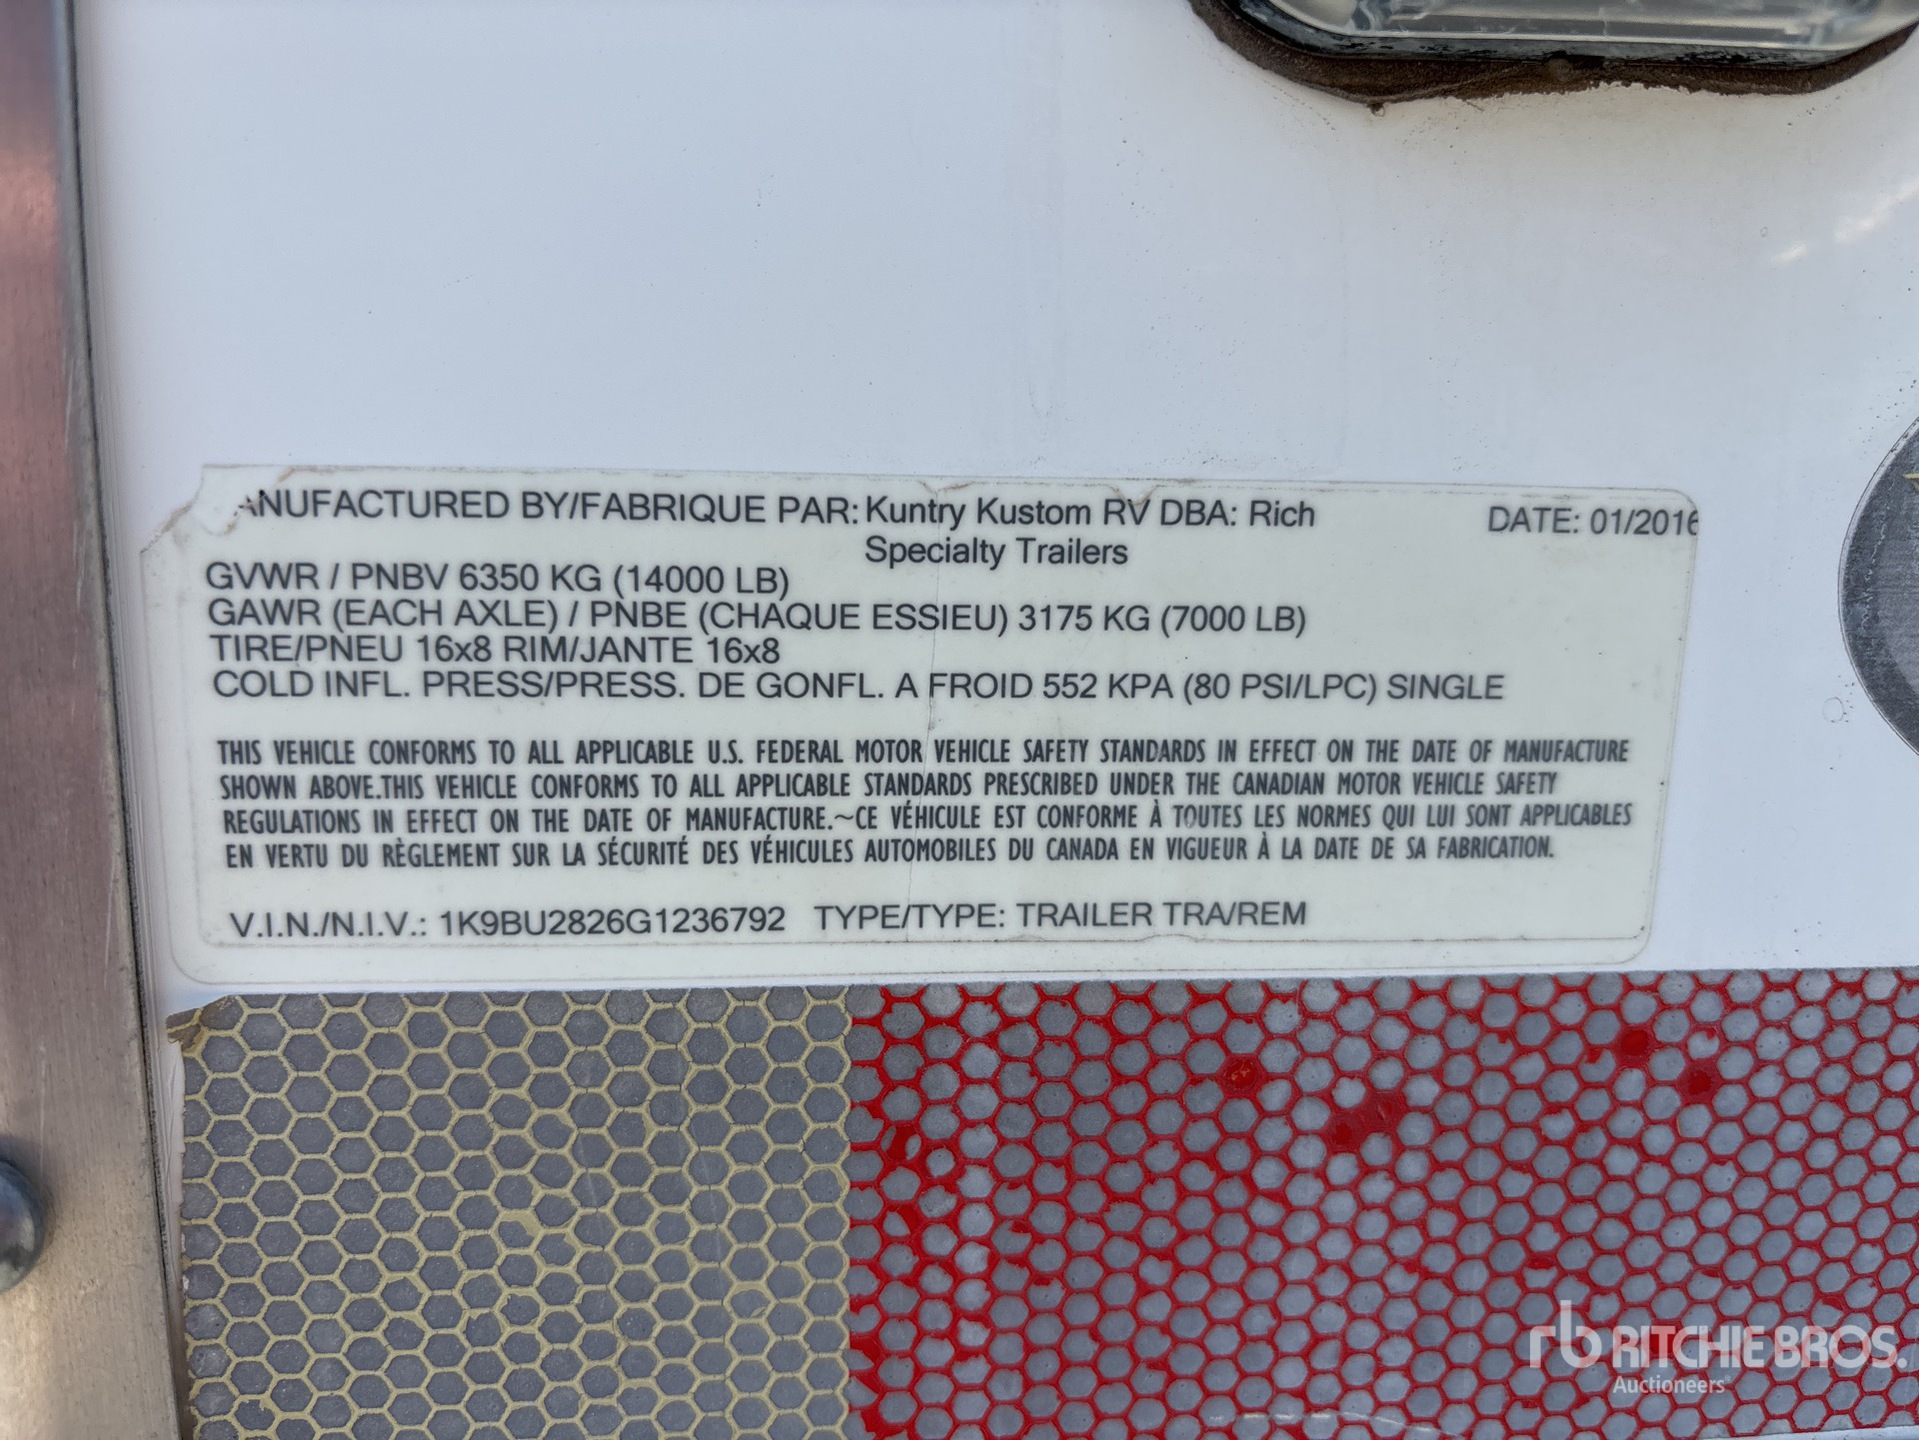 ANUFACTURED BY/FABRIQUE PAR: Kuntry Kustom RV DBA: Rich DATE: 01/2016
Specialty Trailers
GVWR / PNBV 6350 KG (14000 LB)
GAWR (EACH AXLE) / PNBE (CHAQUE ESSIEU) 3175 KG (7000 LB)
TIRE/PNEU 16x8 RIM/JANTE 16x8
COLD INFL. PRESS/PRESS. DE GONFL. A FROID 552 KPA (80 PSI/LPC) SINGLE
THIS VEHICLE CONFORMS TO ALL APPLICABLE U.S. FEDERAL MOTOR VEHICLE SAFETY STANDARDS IN EFFECT ON THE DATE OF MANUFACTURE
SHOWN ABOVE.THIS VEHICLE CONFORMS TO ALL APPLICABLE STANDARDS PRESCRIBED UNDER THE CANADIAN MOTOR VEHICLE SAFETY
REGULATIONS IN EFFECT ON THE DATE OF MANUFACTURE.~CE VÉHICULE EST CONFORME À TOUTES LES NORMES QUI LUI SONT APPLICABLES
EN VERTU DU RÈGLEMENT SUR LA SÉCURITÉ DES VÉHICULES AUTOMOBILES DU CANADA EN VIGUEUR À LA DATE DE SA FABRICATION.
V.I.N./N.I.V.: 1K9BU2826G1236792 TYPE/TYPE: TRAILER TRA/REM
rb RITCHIE BROS.
Auctioneers